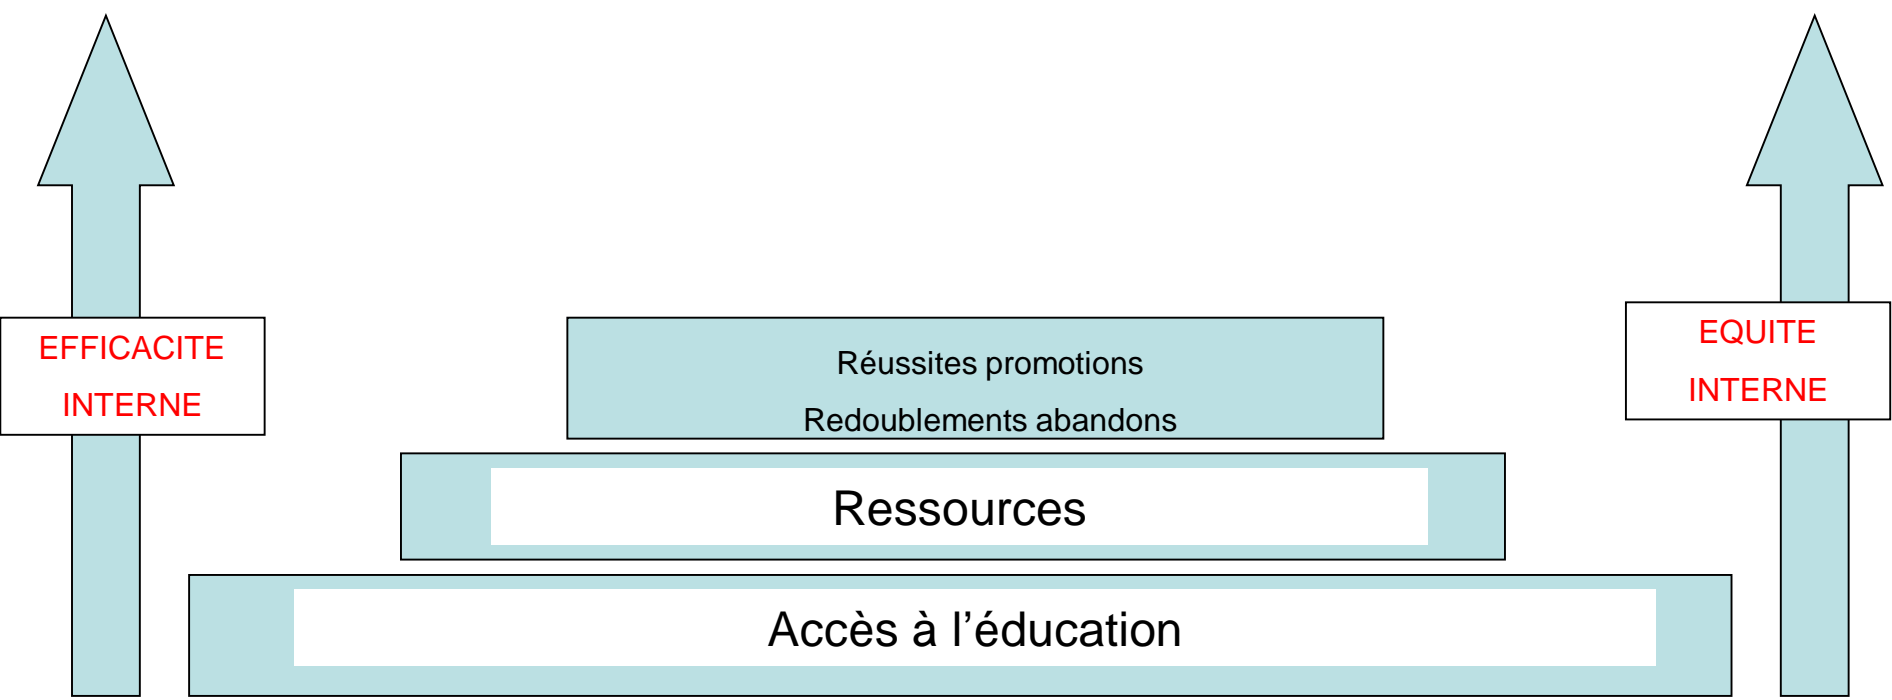 EFFICACITE
INTERNE
EQUITE
INTERNE
Réussites promotions
Redoublements abandons
Ressources
Accès à l’éducation